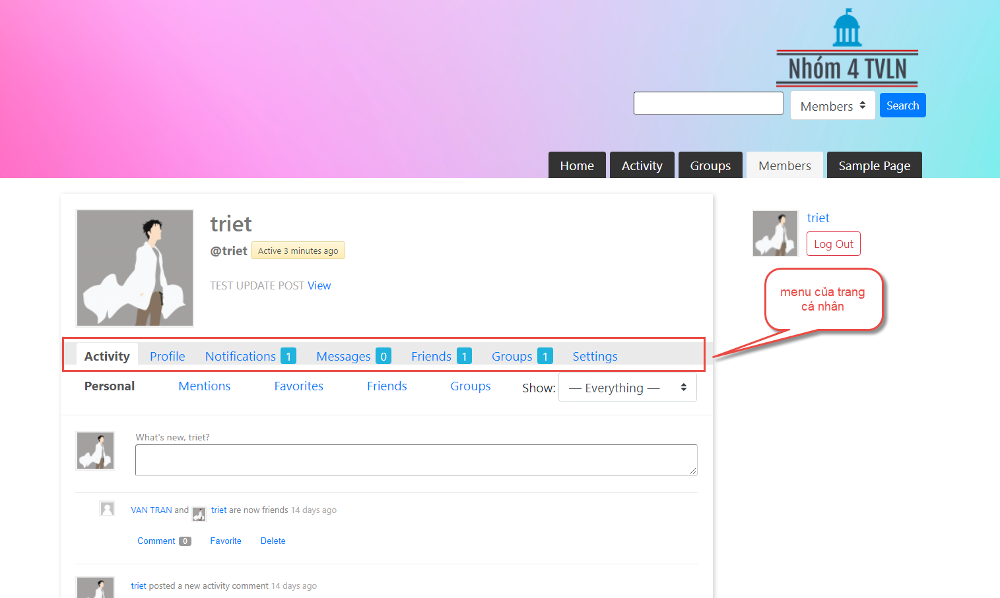 Nhóm 4 TVLN
Members Search
Home Activity Groups Members Sample Page
triet
@triet Active 3 minutes ago
TEST UPDATE POST View
triet
Log Out
menu của trang
cá nhân
Activity Profile Notifications 1 Messages 0 Friends 1 Groups 1 Settings
Personal Mentions Favorites Friends Groups Show: — Everything —
What's new, triet?
VAN TRAN and triet are now friends 14 days ago
Comment 0 Favorite Delete
triet posted a new activity comment 14 days ago